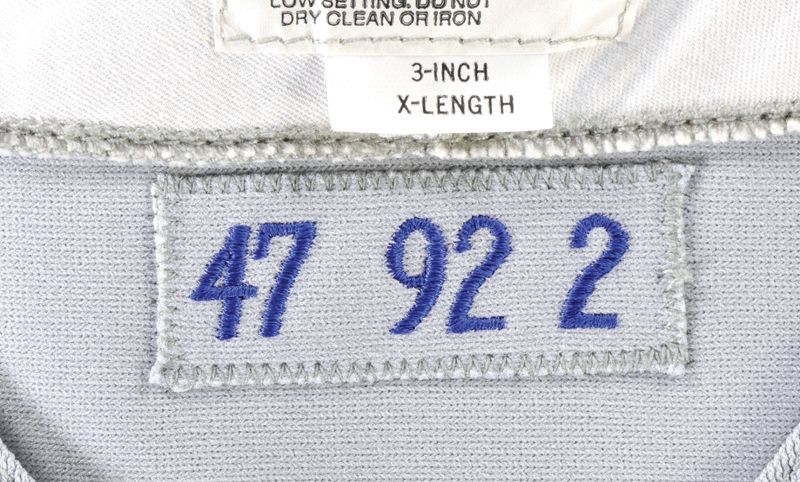 LOW SETTING. DO NOT
DRY CLEAN OR IRON
3-INCH
X-LENGTH
47 92 2